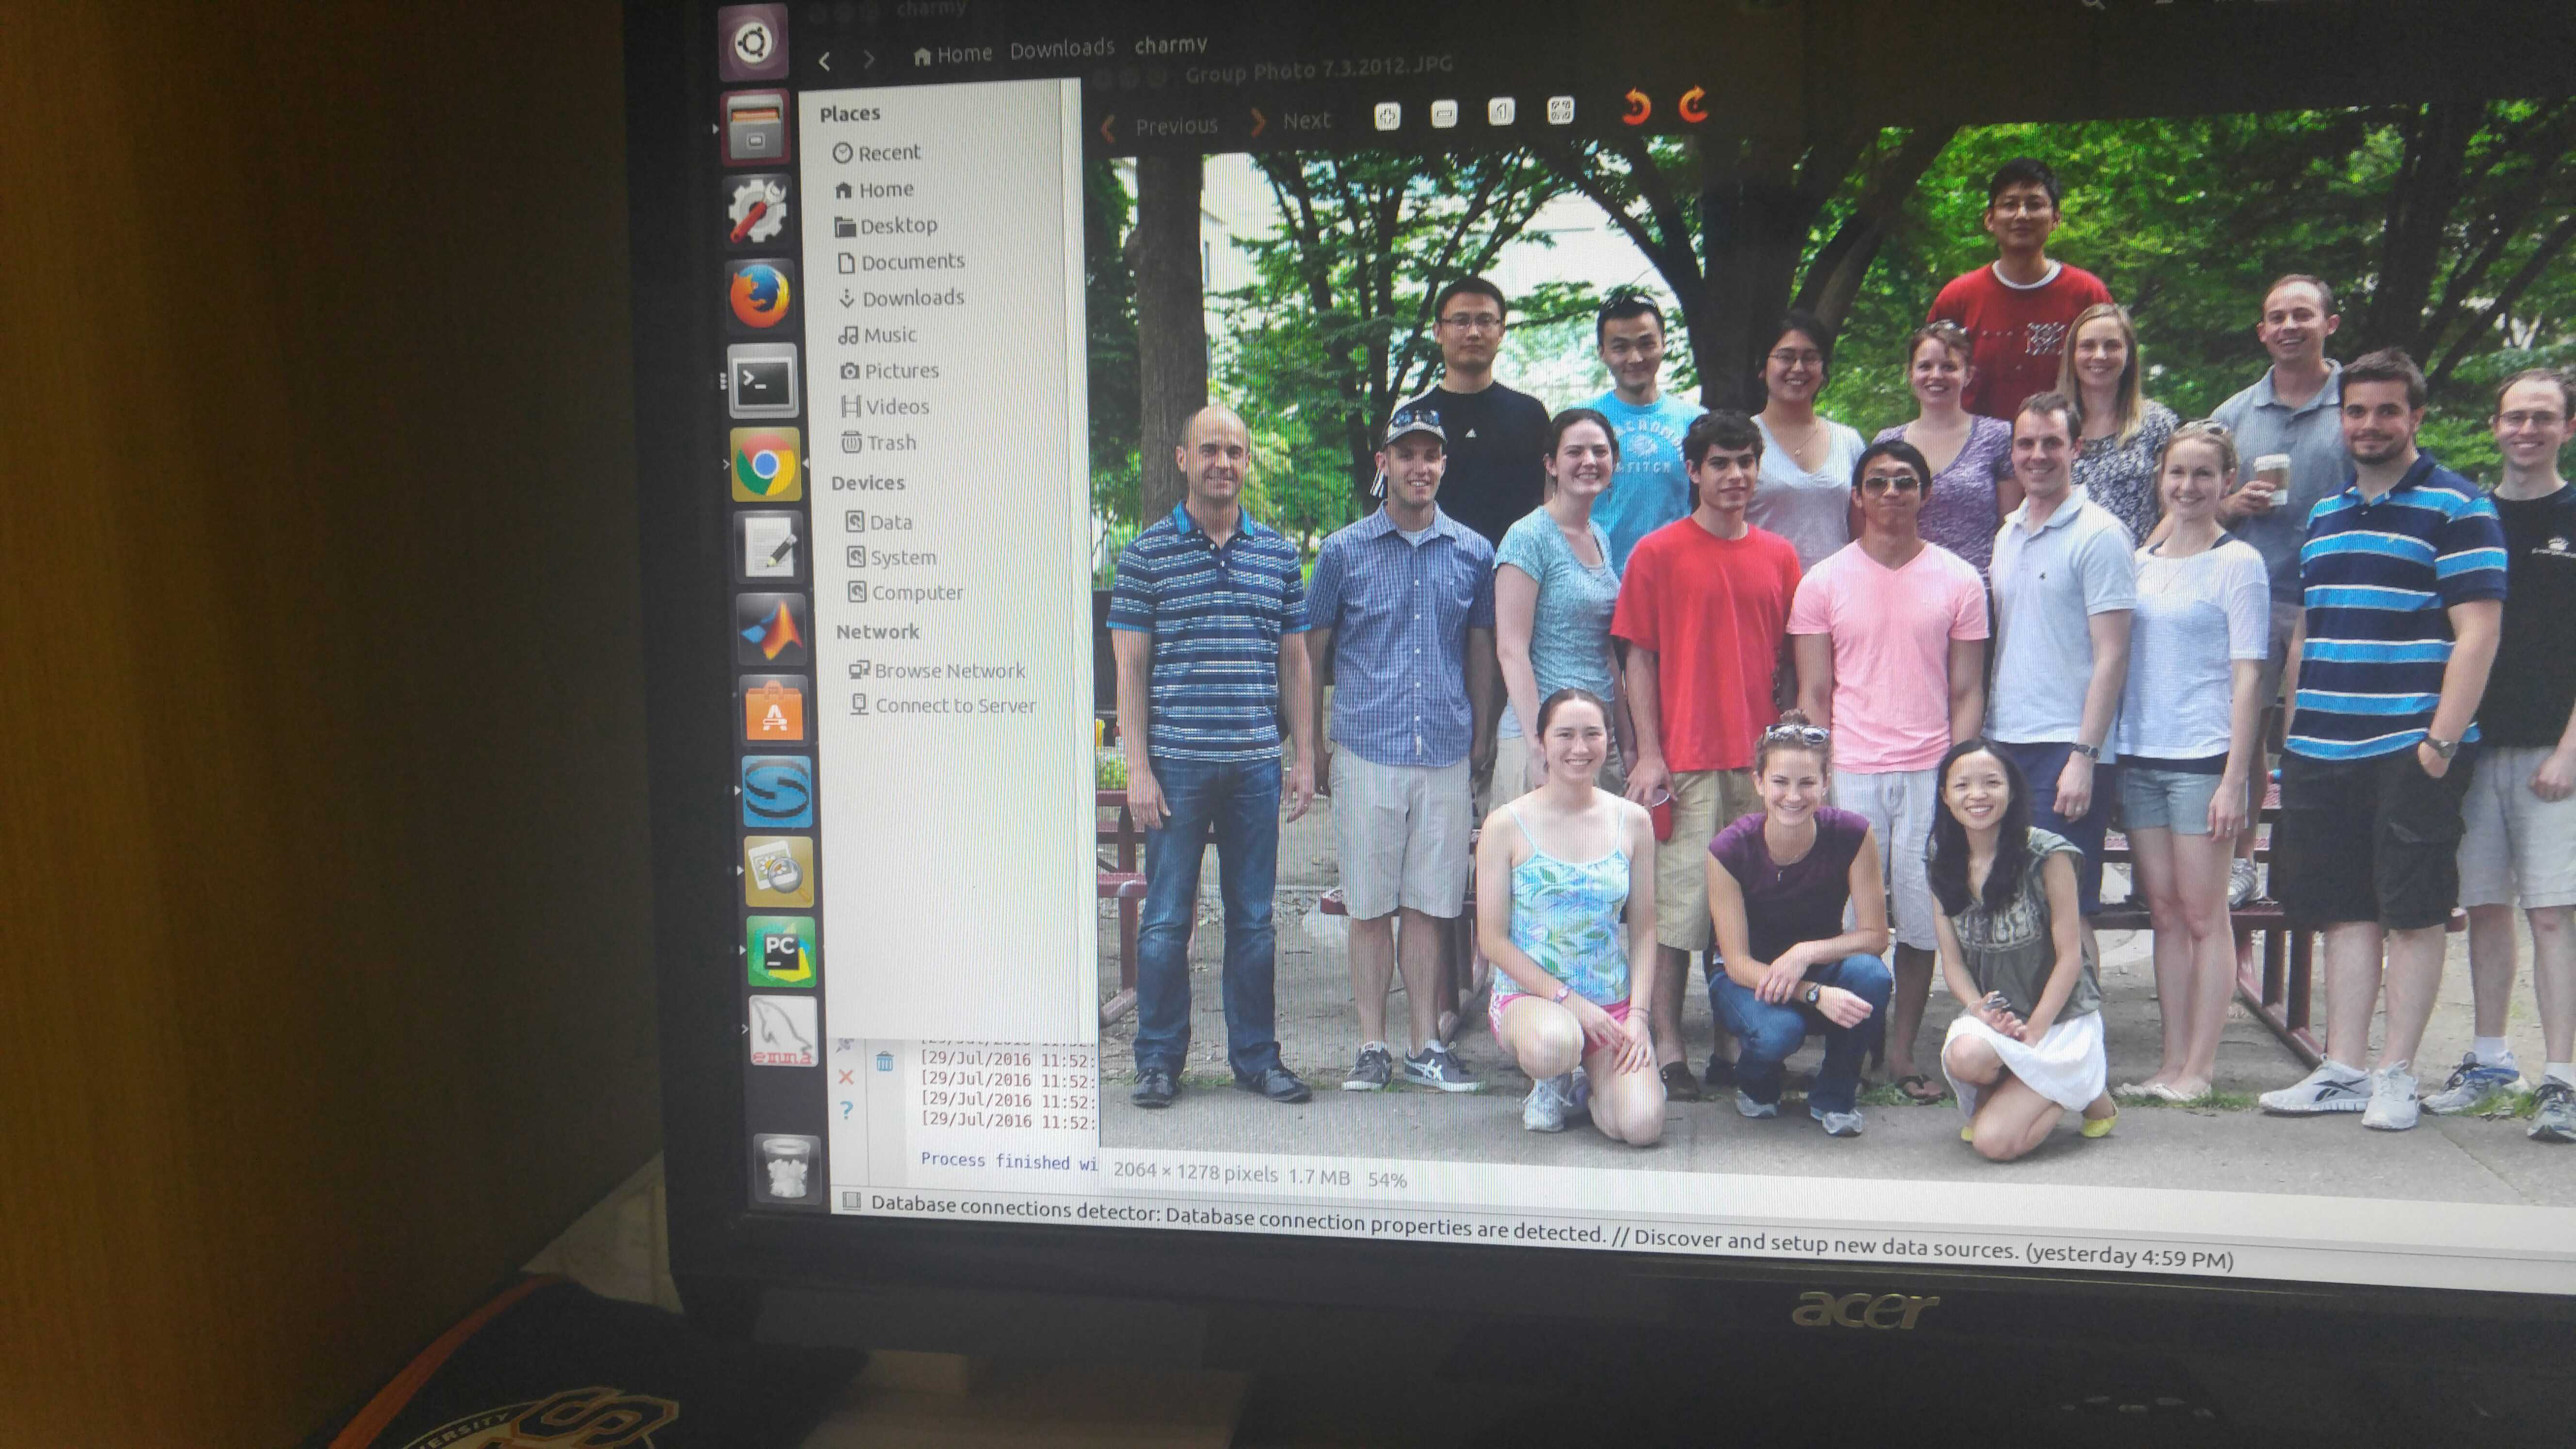 charmy
Home Downloads charmy
Group Photo 7.3.2012.JPG
Previous Next
Places
Recent
Home
Desktop
Documents
Downloads
Music
Pictures
Videos
Trash
Devices
Data
System
Computer
Network
Browse Network
Connect to Server
A
PC
emma
FITCH
[29/Jul/2016 11:52:
[29/Jul/2016 11:52:
[29/Jul/2016 11:52:
[29/Jul/2016 11:52:
[29/Jul/2016 11:52:
Process finished wi
2064 × 1278 pixels 1.7 MB 54%
Database connections detector: Database connection properties are detected. // Discover and setup new data sources. (yesterday 4:59 PM)
acer
ERSITY